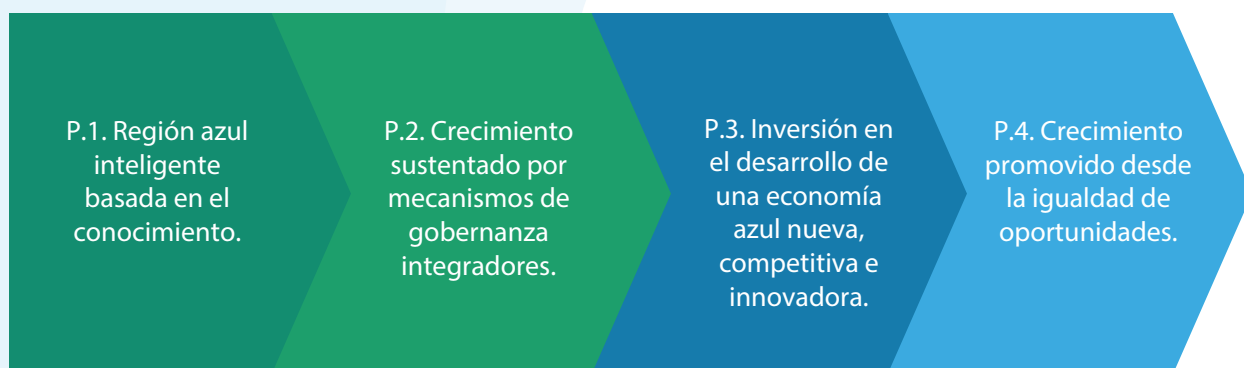 P.1. Región azul
inteligente
basada en el
conocimiento.
P.2. Crecimiento
sustentado por
mecanismos de
gobernanza
integradores.
P.3. Inversión en
el desarrollo de
una economía
azul nueva,
competitiva e
innovadora.
P.4. Crecimiento
promovido desde
la igualdad de
oportunidades.